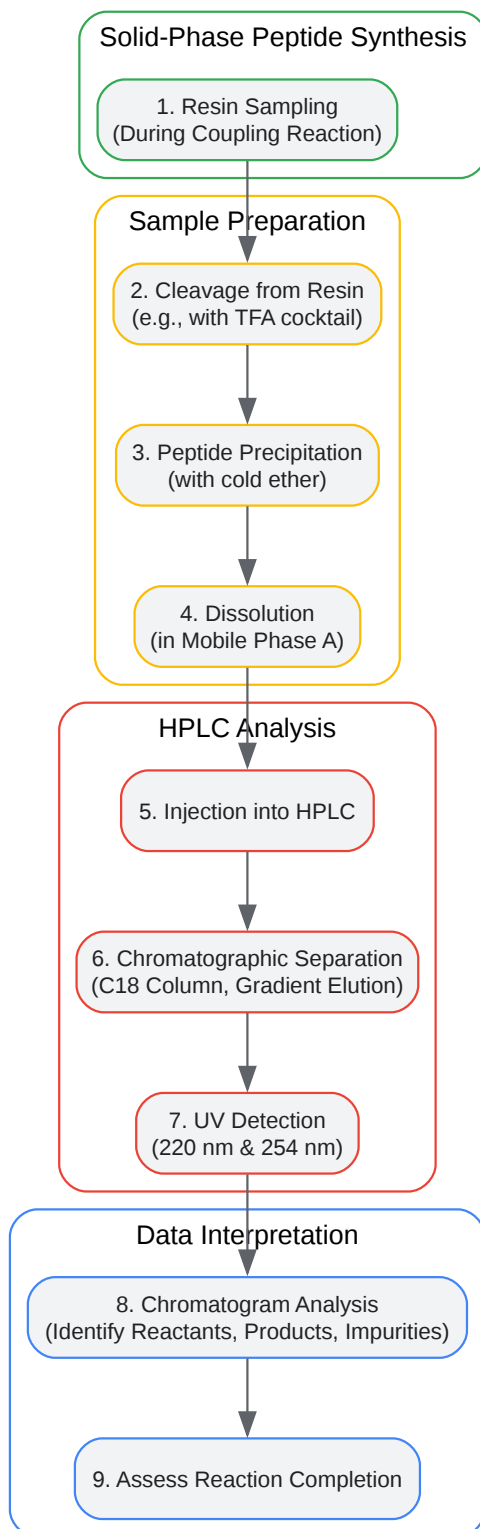 Solid-Phase Peptide Synthesis
1. Resin Sampling
(During Coupling Reaction)
Sample Preparation
2. Cleavage from Resin
(e.g., with TFA cocktail)
3. Peptide Precipitation
(with cold ether)
4. Dissolution
(in Mobile Phase A)
HPLC Analysis
5. Injection into HPLC
6. Chromatographic Separation
(C18 Column, Gradient Elution)
7. UV Detection
(220 nm & 254 nm)
Data Interpretation
8. Chromatogram Analysis
(Identify Reactants, Products, Impurities)
9. Assess Reaction Completion